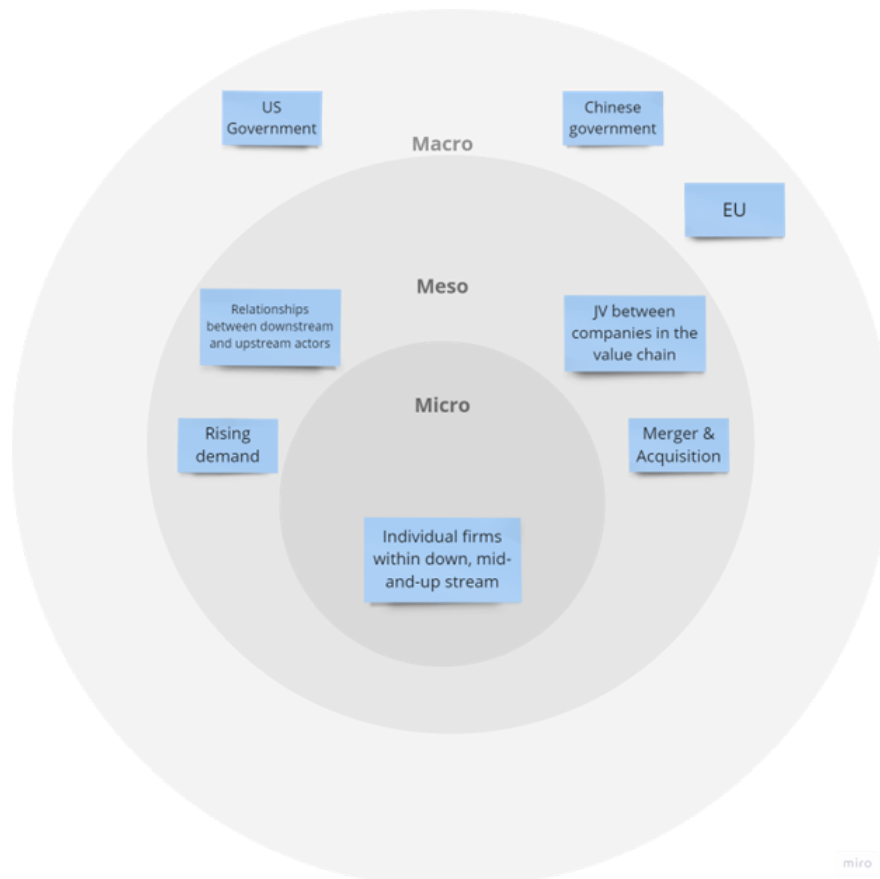 US
Government
Chinese
government
Macro
EU
Meso
Relationships
between downstream
and upstream actors
JV between
companies in the
value chain
Micro
Rising
demand
Merger &
Acquisition
Individual firms
within down, mid-
and-up stream
miro